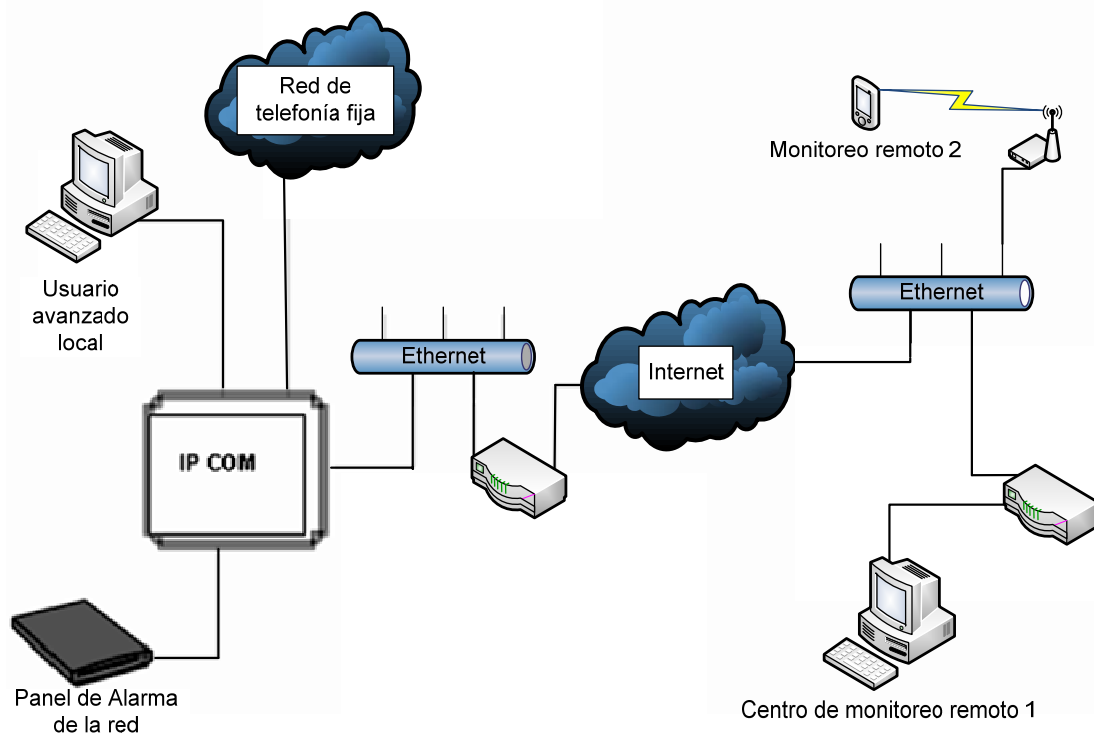 Red de
telefonía fija
Monitoreo remoto 2
Usuario
avanzado
local
Ethernet
Ethernet
Internet
IP COM
Panel de Alarma
de la red
Centro de monitoreo remoto 1